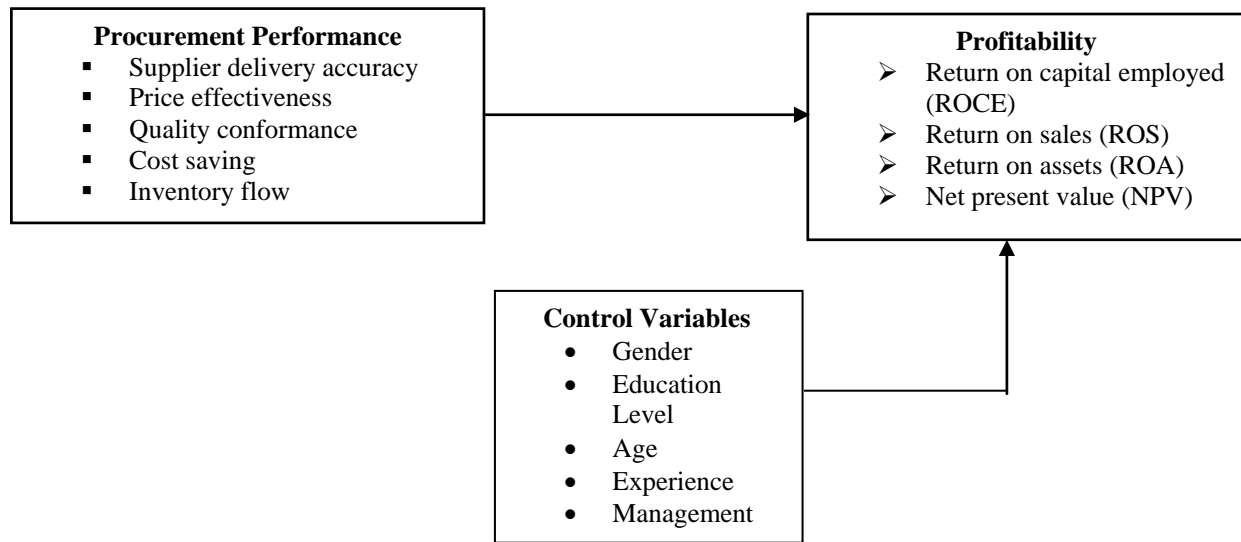 Procurement Performance
▪ Supplier delivery accuracy
▪ Price effectiveness
▪ Quality conformance
▪ Cost saving
▪ Inventory flow
Profitability
➢ Return on capital employed
(ROCE)
➢ Return on sales (ROS)
➢ Return on assets (ROA)
➢ Net present value (NPV)
Control Variables
• Gender
• Education
Level
• Age
• Experience
• Management